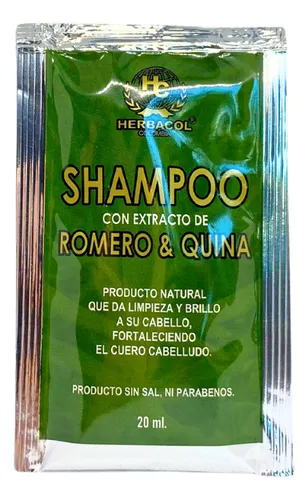 HC
HERBACOL
COLOMBIA
SHAMPOO
CON EXTRACTO DE
ROMERO & QUINA
PRODUCTO NATURAL
QUE DA LIMPIEZA Y BRILLO
A SU CABELLO,
FORTALECIENDO
EL CUERO CABELLUDO.
PRODUCTO SIN SAL, NI PARABENOS.
20 ml.